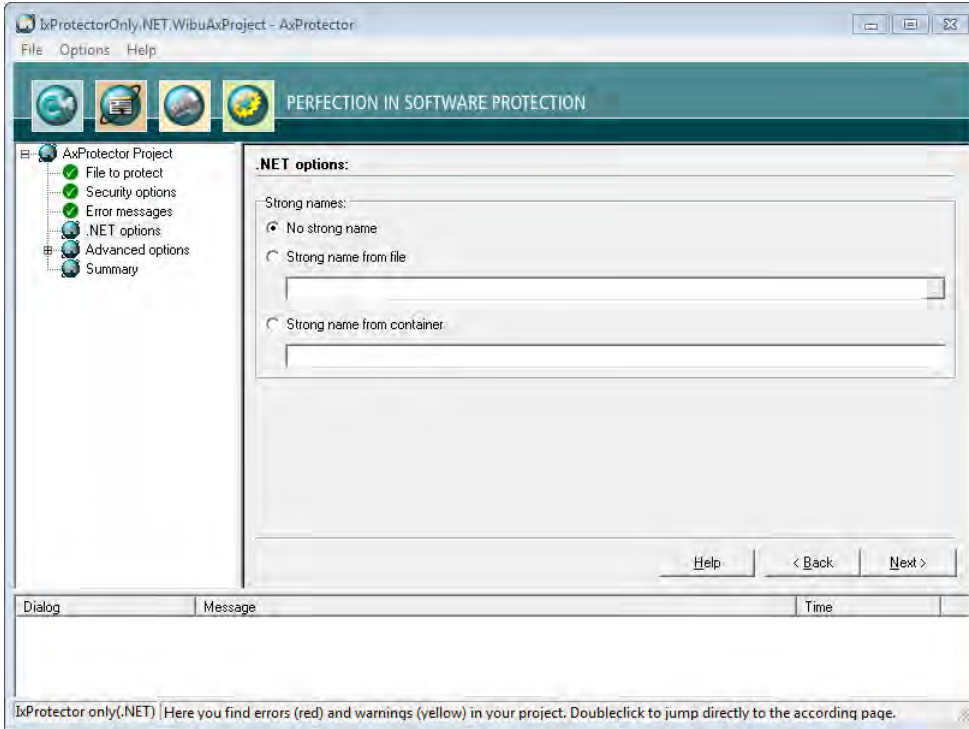 IxProtectorOnly.NET.WibuAxProject - AxProtector
File Options Help
PERFECTION IN SOFTWARE PROTECTION
AxProtector Project
File to protect
Security options
Error messages
.NET options
Advanced options
Summary
.NET options:
Strong names:
No strong name
Strong name from file
Strong name from container
Help < Back Next >
Dialog Message Time
IxProtector only(.NET) Here you find errors (red) and warnings (yellow) in your project. Doubleclick to jump directly to the according page.